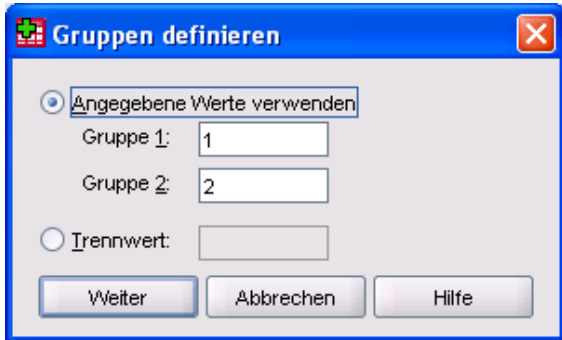 Gruppen definieren
Angegebene Werte verwenden
Gruppe 1: 1
Gruppe 2: 2
Trennwert:
Weiter Abbrechen Hilfe